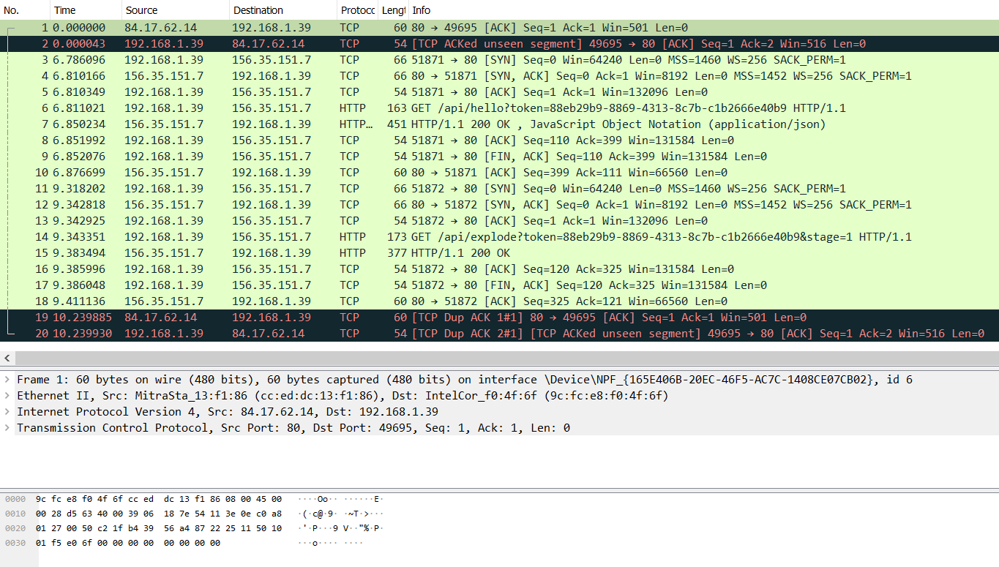 No. Time Source Destination Protoco Lengt Info
1 0.000000 84.17.62.14 192.168.1.39 TCP 60 80 → 49695 [ACK] Seq=1 Ack=1 Win=501 Len=0
2 0.000043 192.168.1.39 84.17.62.14 TCP 54 [TCP ACKed unseen segment] 49695 → 80 [ACK] Seq=1 Ack=2 Win=516 Len=0
3 6.786096 192.168.1.39 156.35.151.7 TCP 66 51871 → 80 [SYN] Seq=0 Win=64240 Len=0 MSS=1460 WS=256 SACK_PERM=1
4 6.810166 156.35.151.7 192.168.1.39 TCP 66 80 → 51871 [SYN, ACK] Seq=0 Ack=1 Win=8192 Len=0 MSS=1452 WS=256 SACK_PERM=1
5 6.810349 192.168.1.39 156.35.151.7 TCP 54 51871 → 80 [ACK] Seq=1 Ack=1 Win=132096 Len=0
6 6.811021 192.168.1.39 156.35.151.7 HTTP 163 GET /api/hello?token=88eb29b9-8869-4313-8c7b-c1b2666e40b9 HTTP/1.1
7 6.850234 156.35.151.7 192.168.1.39 HTTP… 451 HTTP/1.1 200 OK , JavaScript Object Notation (application/json)
8 6.851992 192.168.1.39 156.35.151.7 TCP 54 51871 → 80 [ACK] Seq=110 Ack=399 Win=131584 Len=0
9 6.852076 192.168.1.39 156.35.151.7 TCP 54 51871 → 80 [FIN, ACK] Seq=110 Ack=399 Win=131584 Len=0
10 6.876699 156.35.151.7 192.168.1.39 TCP 60 80 → 51871 [ACK] Seq=399 Ack=111 Win=66560 Len=0
11 9.318202 192.168.1.39 156.35.151.7 TCP 66 51872 → 80 [SYN] Seq=0 Win=64240 Len=0 MSS=1460 WS=256 SACK_PERM=1
12 9.342818 156.35.151.7 192.168.1.39 TCP 66 80 → 51872 [SYN, ACK] Seq=0 Ack=1 Win=8192 Len=0 MSS=1452 WS=256 SACK_PERM=1
13 9.342925 192.168.1.39 156.35.151.7 TCP 54 51872 → 80 [ACK] Seq=1 Ack=1 Win=132096 Len=0
14 9.343351 192.168.1.39 156.35.151.7 HTTP 173 GET /api/explode?token=88eb29b9-8869-4313-8c7b-c1b2666e40b9&stage=1 HTTP/1.1
15 9.383494 156.35.151.7 192.168.1.39 HTTP 377 HTTP/1.1 200 OK
16 9.385996 192.168.1.39 156.35.151.7 TCP 54 51872 → 80 [ACK] Seq=120 Ack=325 Win=131584 Len=0
17 9.386048 192.168.1.39 156.35.151.7 TCP 54 51872 → 80 [FIN, ACK] Seq=120 Ack=325 Win=131584 Len=0
18 9.411136 156.35.151.7 192.168.1.39 TCP 60 80 → 51872 [ACK] Seq=325 Ack=121 Win=66560 Len=0
19 10.239885 84.17.62.14 192.168.1.39 TCP 60 [TCP Dup ACK 1#1] 80 → 49695 [ACK] Seq=1 Ack=1 Win=501 Len=0
20 10.239930 192.168.1.39 84.17.62.14 TCP 54 [TCP Dup ACK 2#1] [TCP ACKed unseen segment] 49695 → 80 [ACK] Seq=1 Ack=2 Win=516 Len=0
Frame 1: 60 bytes on wire (480 bits), 60 bytes captured (480 bits) on interface \Device\NPF_{165E406B-20EC-46F5-AC7C-1408CE07CB02}, id 6
Ethernet II, Src: MitraSta_13:f1:86 (cc:ed:dc:13:f1:86), Dst: IntelCor_f0:4f:6f (9c:fc:e8:f0:4f:6f)
Internet Protocol Version 4, Src: 84.17.62.14, Dst: 192.168.1.39
Transmission Control Protocol, Src Port: 80, Dst Port: 49695, Seq: 1, Ack: 1, Len: 0
0000 9c fc e8 f0 4f 6f cc ed dc 13 f1 86 08 00 45 00 ····Oo·· ······E·
0010 00 28 d5 63 40 00 39 06 18 7e 54 11 3e 0e c0 a8 ·(·c@·9· ·~T·>···
0020 01 27 00 50 c2 1f b4 39 56 a4 87 22 25 11 50 10 ·'·P···9 V··"%·P·
0030 01 f5 e0 6f 00 00 00 00 00 00 00 00 ···o···· ····